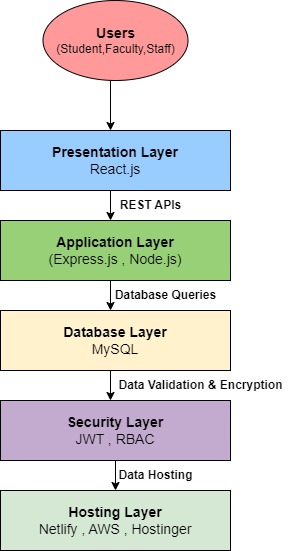 Users
(Student,Faculty,Staff)
Presentation Layer
React.js
REST APIs
Application Layer
(Express.js , Node.js)
Database Queries
Database Layer
MySQL
Data Validation & Encryption
Security Layer
JWT , RBAC
Data Hosting
Hosting Layer
Netlify , AWS , Hostinger